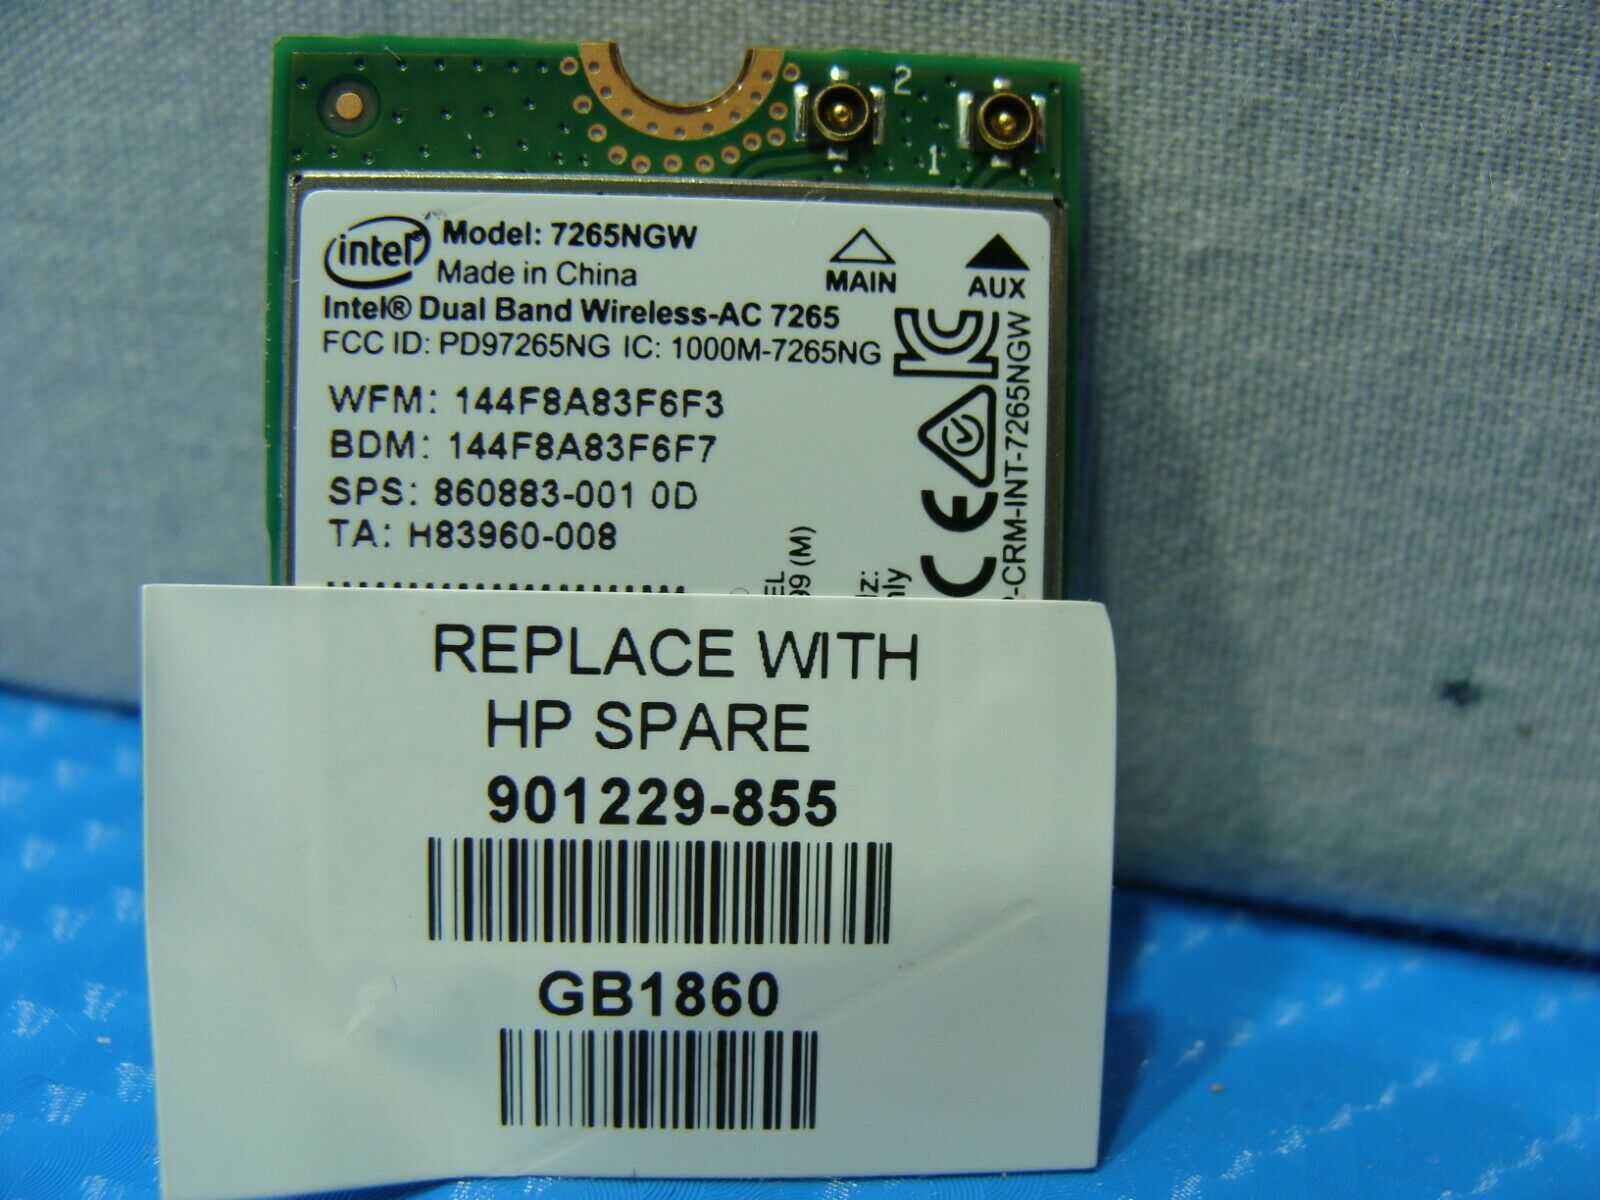 2
1
intel
Model: 7265NGW
Made in China
MAIN
AUX
Intel® Dual Band Wireless-AC 7265
FCC ID: PD97265NG IC: 1000M-7265NG
WFM: 144F8A83F6F3
BDM: 144F8A83F6F7
SPS: 860883-001 0D
TA: H83960-008
CE
-CRM-INT-7265NGW
99 (M)
REPLACE WITH
HP SPARE
901229-855
GB1860